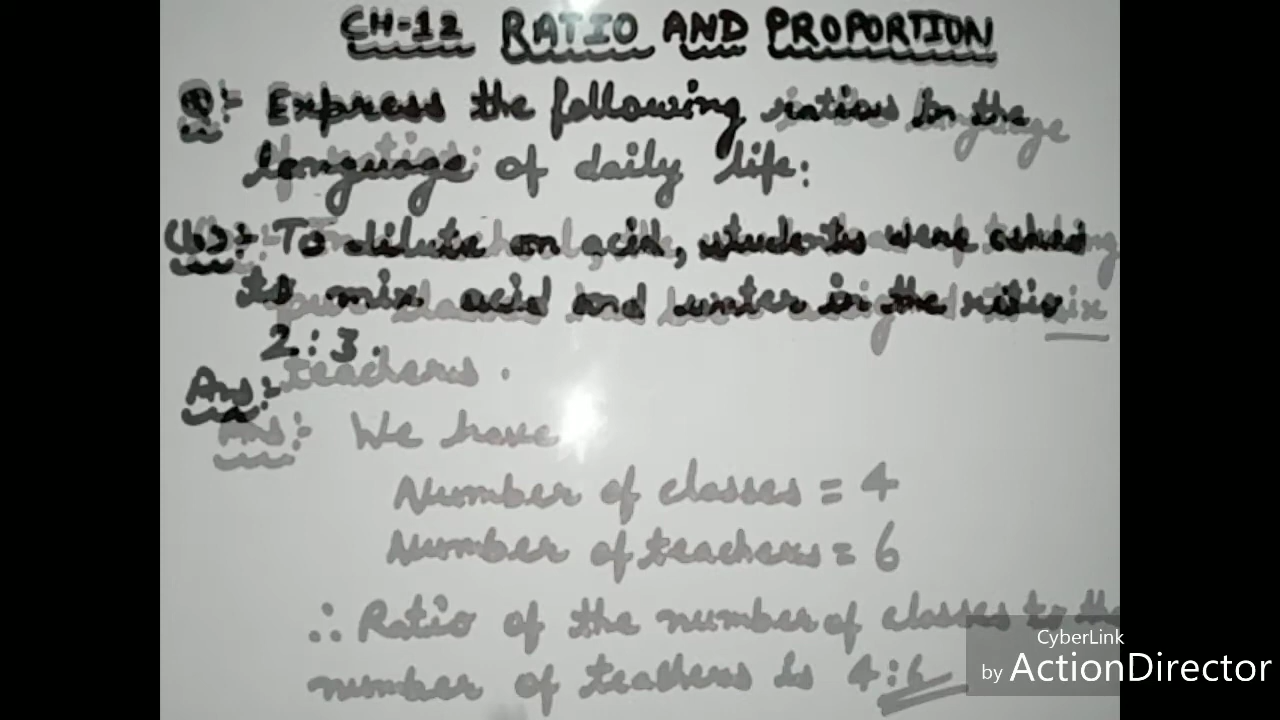 CH-12 RATIO AND PROPORTION
Q:- Express the following ratios in the
language of daily life:
(b):- To dilute an acid, students were asked
to mix acid and water in the ratio
2:3.
Ans:-
teachers.
Ans:- We have
Number of classes = 4
Number of teachers = 6
∴ Ratio of the number of classes to the
number of teachers is 4:6
CyberLink
by ActionDirector